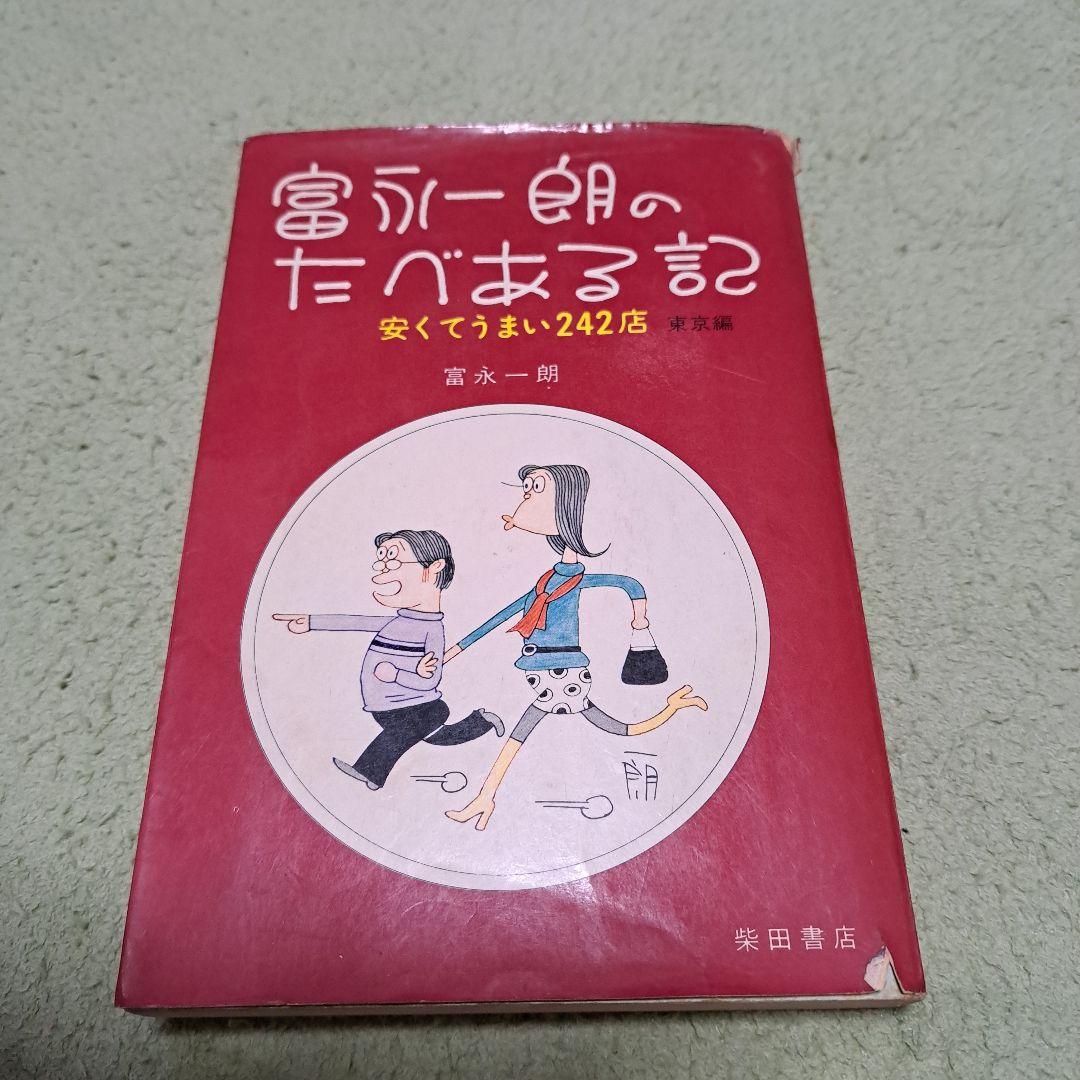 富永一朗の
たべある記
安くてうまい242店 東京編
富永一朗
一朗
柴田書店